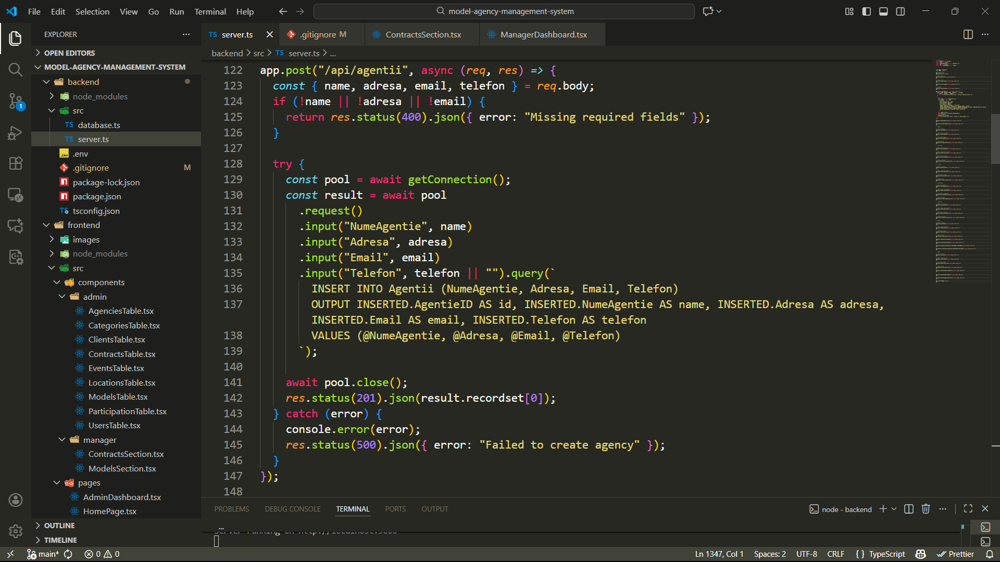 File Edit Selection View Go Run Terminal Help
model-agency-management-system
EXPLORER
OPEN EDITORS
MODEL-AGENCY-MANAGEMENT-SYSTEM
backend
node_modules
src
TS database.ts
TS server.ts
.env
.gitignore M
package-lock.json
package.json
tsconfig.json
frontend
images
node_modules
src
components
admin
AgenciesTable.tsx
CategoriesTable.tsx
ClientsTable.tsx
ContractsTable.tsx
EventsTable.tsx
LocationsTable.tsx
ModelsTable.tsx
ParticipationTable.tsx
UsersTable.tsx
manager
ContractsSection.tsx
ModelsSection.tsx
pages
AdminDashboard.tsx
HomePage.tsx
OUTLINE
TIMELINE
1
TS server.ts
.gitignore M
ContractsSection.tsx
ManagerDashboard.tsx
backend > src > TS server.ts > ...
122 app.post("/api/agentii", async (req, res) => {
123 const { name, adresa, email, telefon } = req.body;
124 if (!name || !adresa || !email) {
125 return res.status(400).json({ error: "Missing required fields" });
126 }
127
128 try {
129 const pool = await getConnection();
130 const result = await pool
131 .request()
132 .input("NumeAgentie", name)
133 .input("Adresa", adresa)
134 .input("Email", email)
135 .input("Telefon", telefon || "").query(`
136 INSERT INTO Agentii (NumeAgentie, Adresa, Email, Telefon)
137 OUTPUT INSERTED.AgentieID AS id, INSERTED.NumeAgentie AS name, INSERTED.Adresa AS adresa,
INSERTED.Email AS email, INSERTED.Telefon AS telefon
138 VALUES (@NumeAgentie, @Adresa, @Email, @Telefon)
139 `);
140
141 await pool.close();
142 res.status(201).json(result.recordset[0]);
143 } catch (error) {
144 console.error(error);
145 res.status(500).json({ error: "Failed to create agency" });
146 }
147 });
148
PROBLEMS DEBUG CONSOLE TERMINAL PORTS OUTPUT
node - backend
main* 0 0
Ln 1347, Col 1 Spaces: 2 UTF-8 CRLF {} TypeScript Prettier